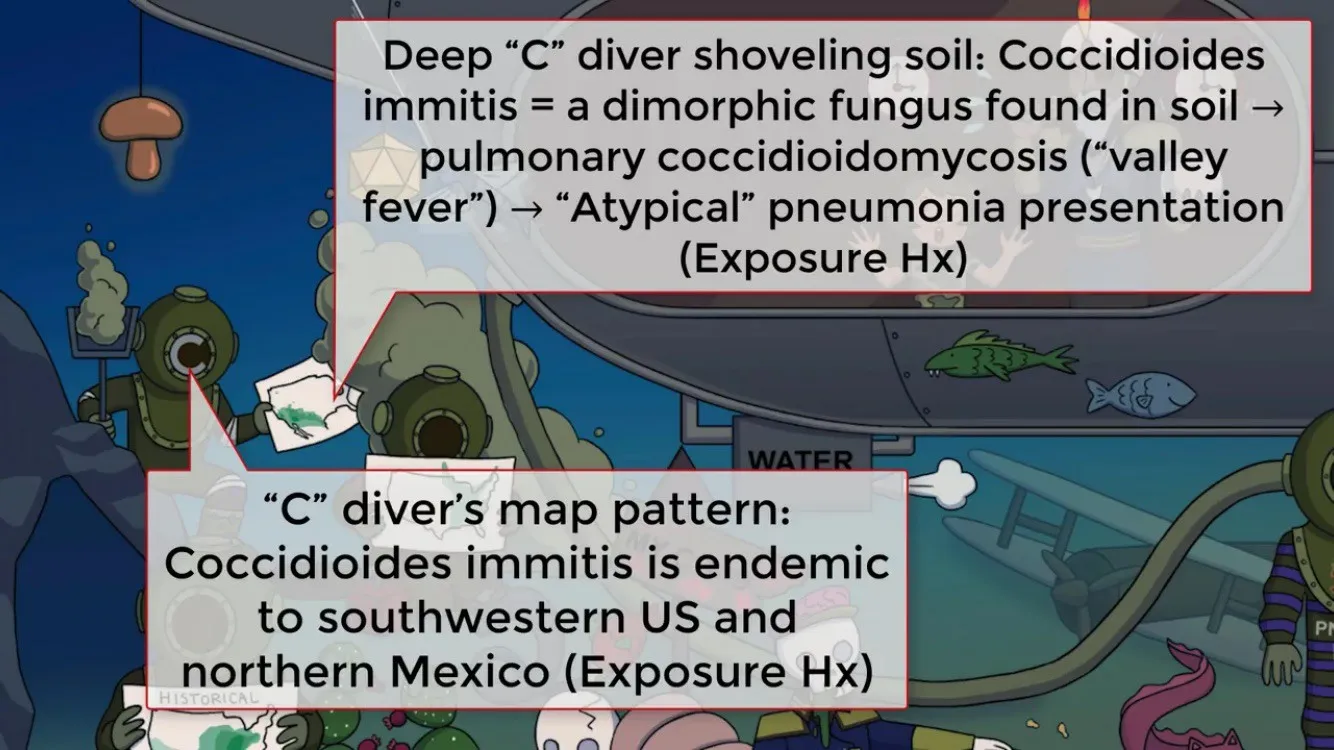 Deep “C” diver shoveling soil: Coccidioides
immitis = a dimorphic fungus found in soil →
pulmonary coccidioidomycosis (“valley
fever”) → “Atypical” pneumonia presentation
(Exposure Hx)
C
WATER
“C” diver’s map pattern:
Coccidioides immitis is endemic
to southwestern US and
northern Mexico (Exposure Hx)
PN
HISTORICAL